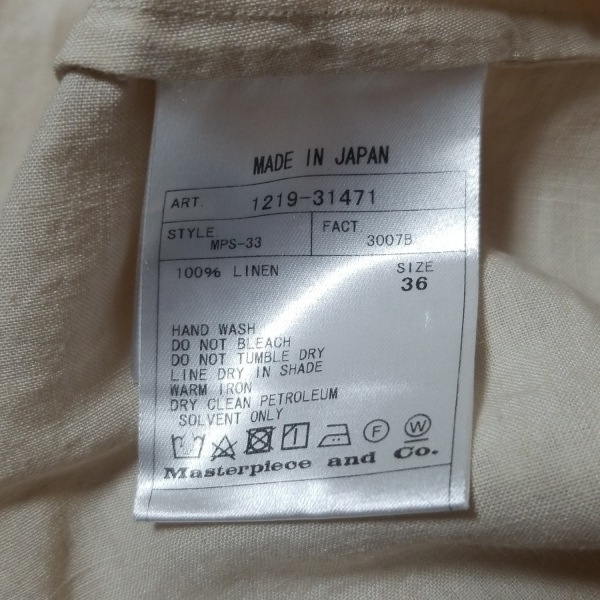 MADE IN JAPAN
ART. 1219-31471
STYLE MPS-33 FACT 3007B
100% LINEN SIZE
36
HAND WASH
DO NOT BLEACH
DO NOT TUMBLE DRY
LINE DRY IN SHADE
WARM IRON
DRY CLEAN PETROLEUM
SOLVENT ONLY
F W
Masterpiece and Co.